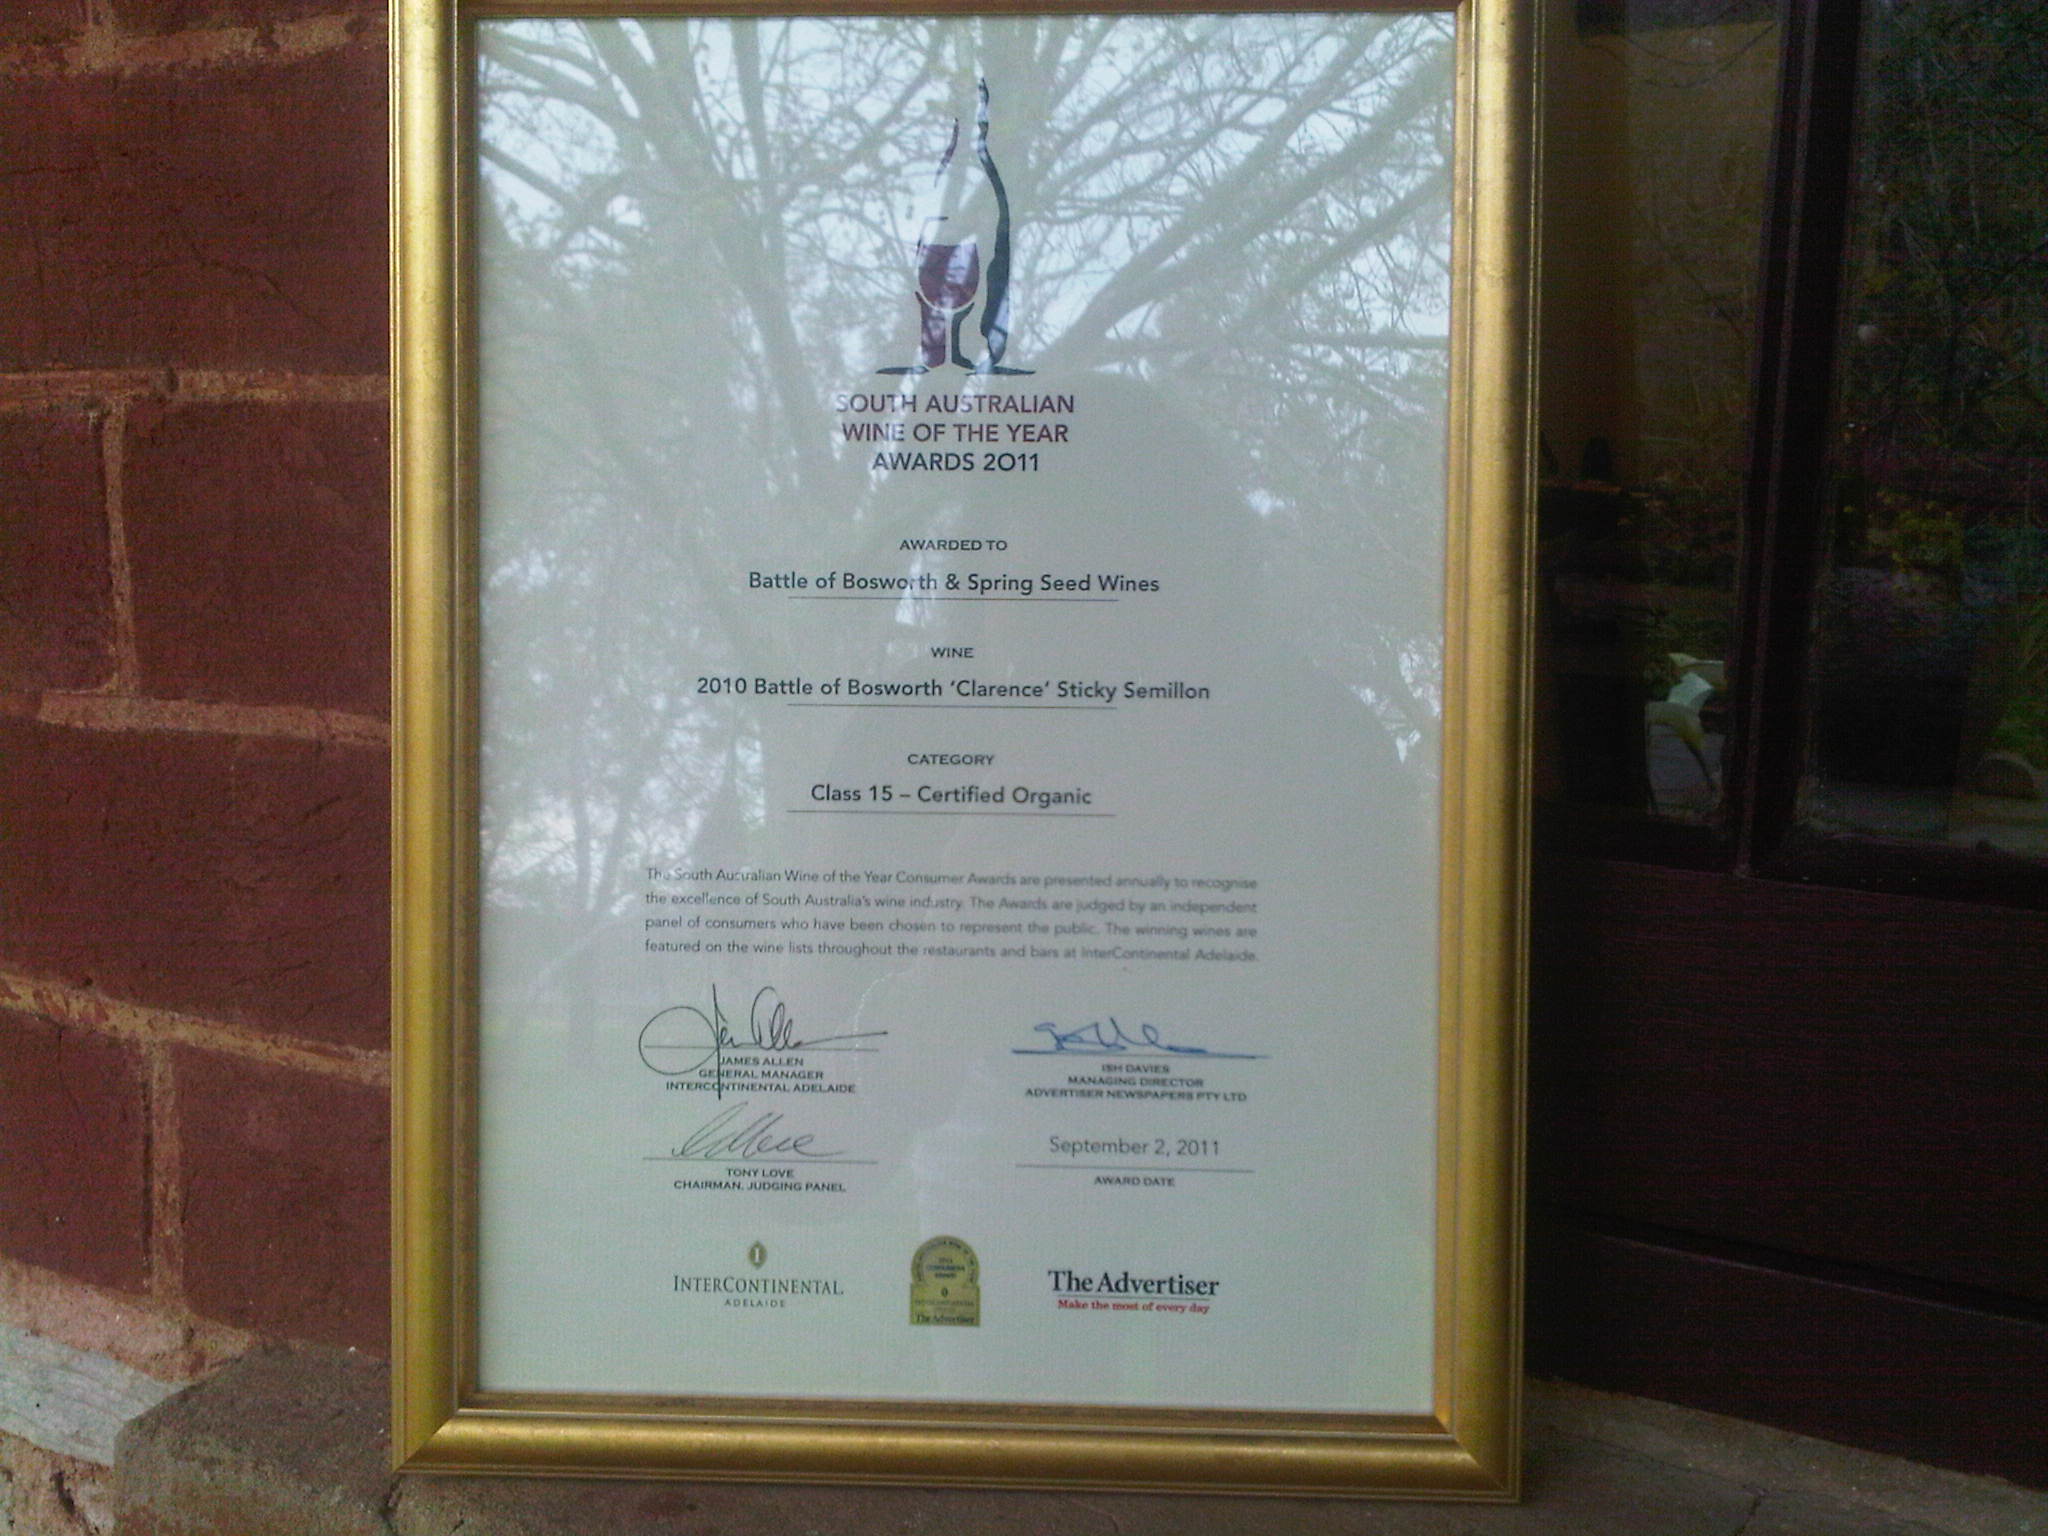 SOUTH AUSTRALIAN
WINE OF THE YEAR
AWARDS 2011
AWARDED TO
Battle of Bosworth & Spring Seed Wines
WINE
2010 Battle of Bosworth ‘Clarence’ Sticky Semillon
CATEGORY
Class 15 – Certified Organic
The South Australian Wine of the Year Consumer Awards are presented annually to recognise
the excellence of South Australia's wine industry. The Awards are judged by an independent
panel of consumers who have been chosen to represent the public. The winning wines are
featured on the wine lists throughout the restaurants and bars at InterContinental Adelaide.
JAMES ALLEN
GENERAL MANAGER
INTERCONTINENTAL ADELAIDE
ISH DAVIES
MANAGING DIRECTOR
ADVERTISER NEWSPAPERS PTY LTD
TONY LOVE
CHAIRMAN, JUDGING PANEL
September 2, 2011
AWARD DATE
INTERCONTINENTAL
ADELAIDE
The Advertiser
The Advertiser
Make the most of every day